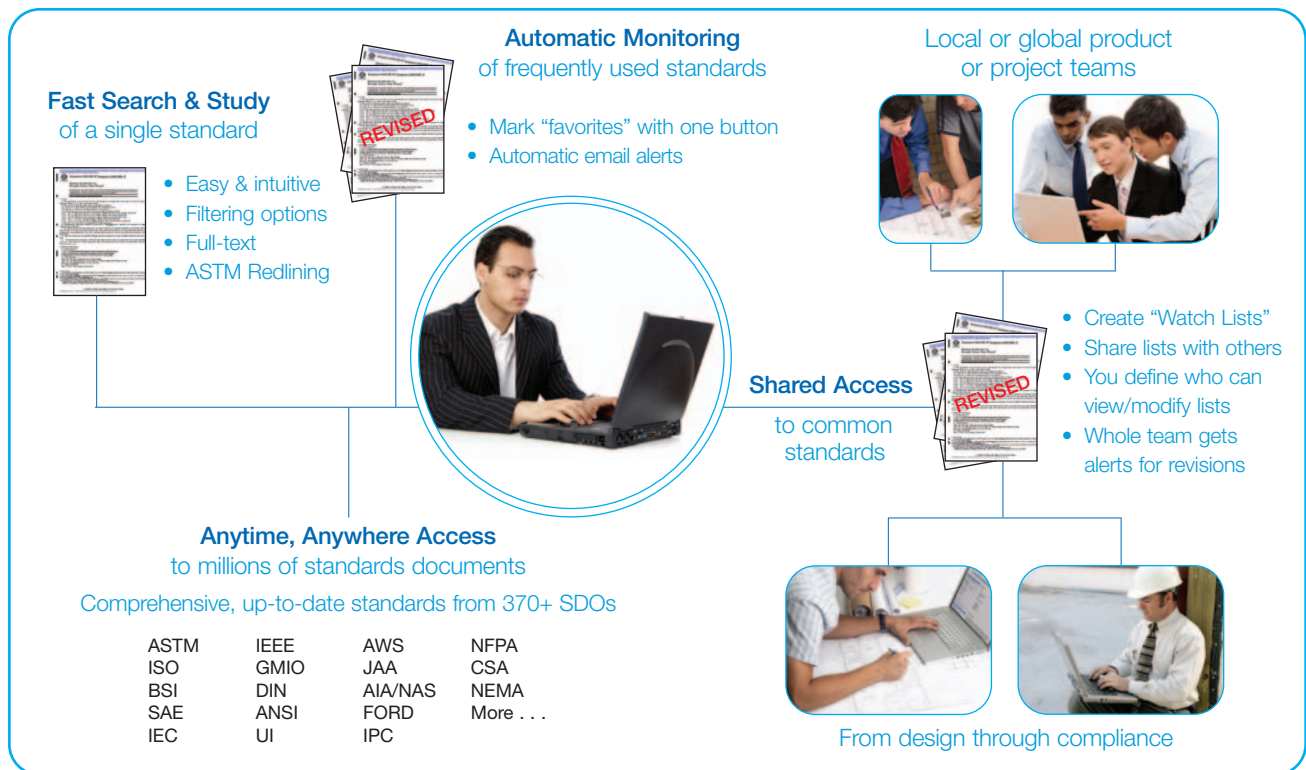 Fast Search & Study
of a single standard
• Easy & intuitive
• Filtering options
• Full-text
• ASTM Redlining
REVISED
Automatic Monitoring
of frequently used standards
• Mark “favorites” with one button
• Automatic email alerts
Local or global product
or project teams
Shared Access
to common
standards
REVISED
• Create “Watch Lists”
• Share lists with others
• You define who can
view/modify lists
• Whole team gets
alerts for revisions
Anytime, Anywhere Access
to millions of standards documents
Comprehensive, up-to-date standards from 370+ SDOs
ASTM IEEE AWS NFPA
ISO GMIO JAA CSA
BSI DIN AIA/NAS NEMA
SAE ANSI FORD More . . .
IEC UI IPC
From design through compliance